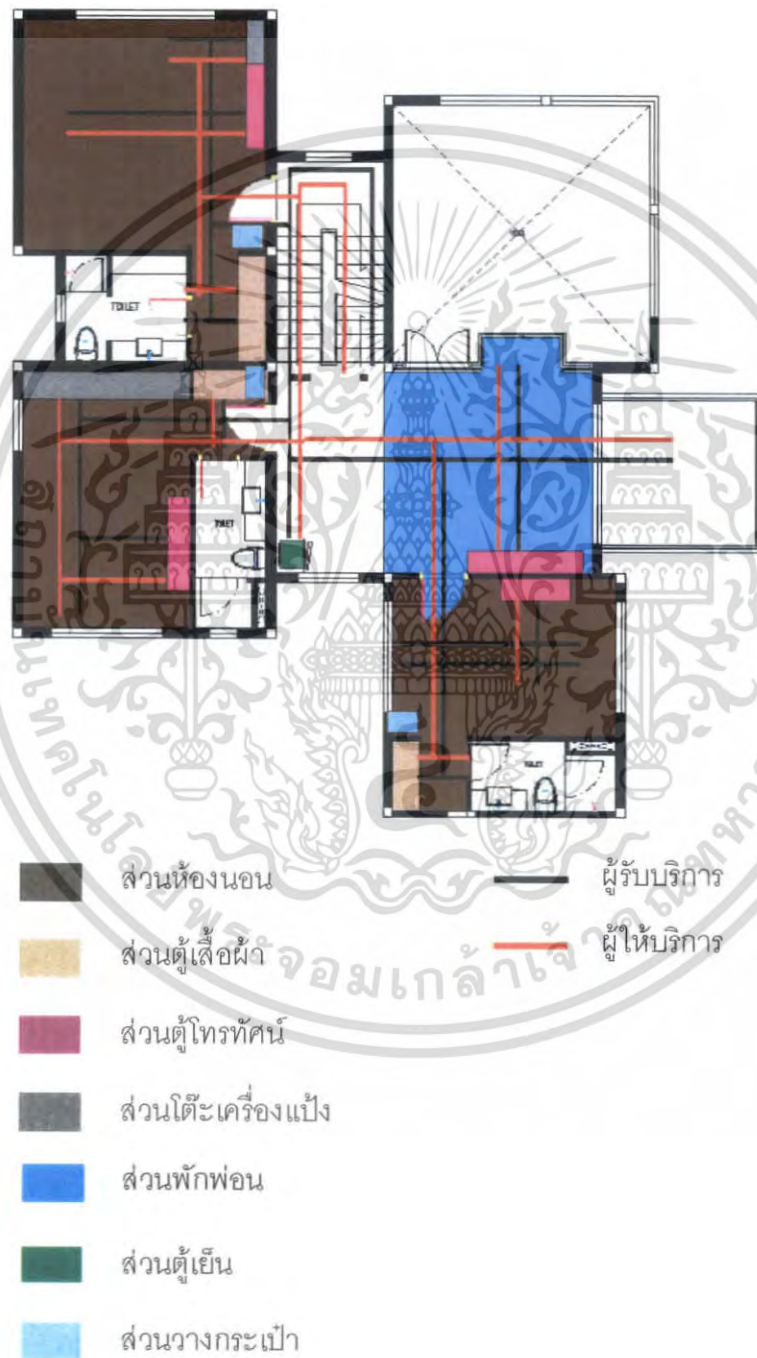 TOILET
TOILET
TOILET
ส่วนห้องนอน
ผู้รับบริการ
ส่วนตู้เสื้อผ้า
ผู้ให้บริการ
ส่วนตู้โทรทัศน์
ส่วนโต๊ะเครื่องแป้ง
ส่วนพักผ่อน
ส่วนตู้เย็น
ส่วนวางกระเป๋า